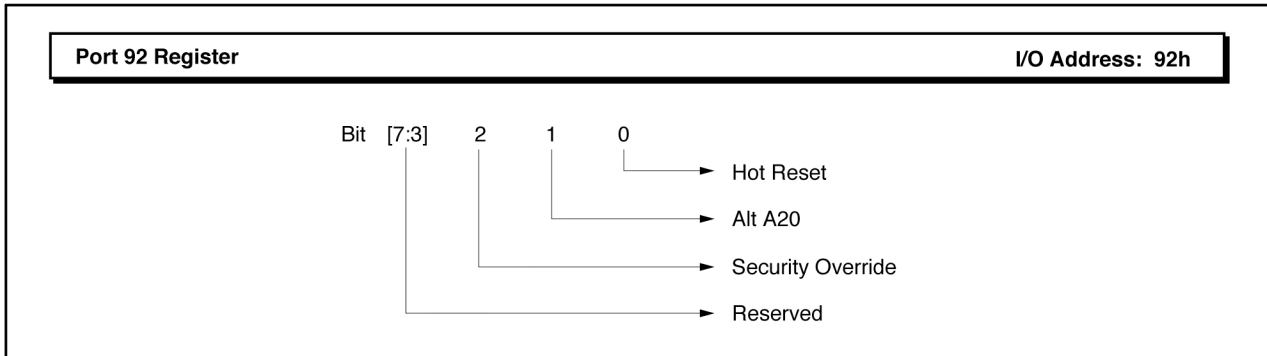 Port 92 Register I/O Address: 92h
Bit [7:3] 2 1 0
Hot Reset
Alt A20
Security Override
Reserved